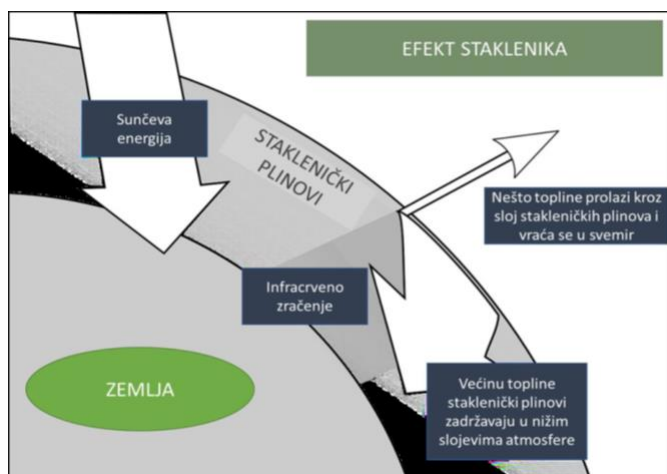 EFEKT STAKLENIKA
Sunčeva
energija
STAKLENIČKI
PLINOVI
Nešto topline prolazi kroz
sloj stakleničkih plinova i
vraća se u svemir
Infracrveno
zračenje
ZEMLJA
Većinu topline
staklenički plinovi
zadržavaju u nižim
slojevima atmosfere